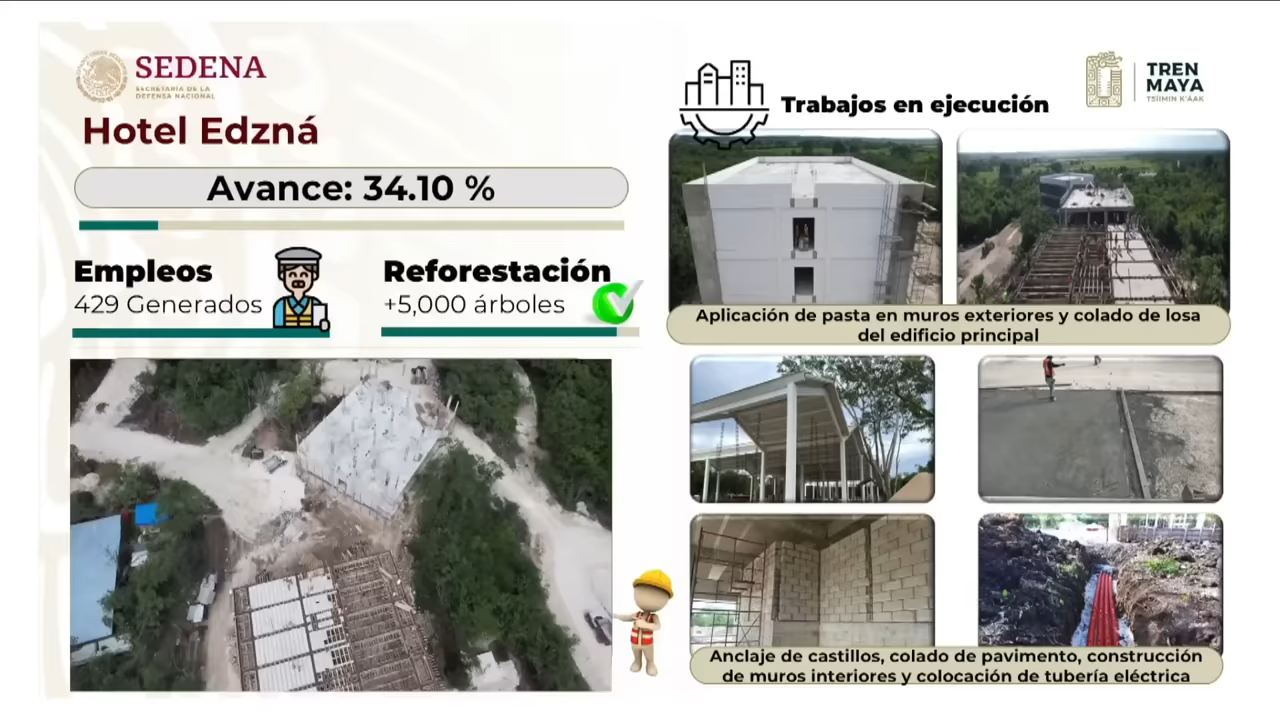 SEDENA
SECRETARÍA DE LA
DEFENSA NACIONAL
Hotel Edzná
Avance: 34.10 %
Empleos
429 Generados
Reforestación
+5,000 árboles
Trabajos en ejecución
TREN
MAYA
TSÍIMIN K'ÁAK
Aplicación de pasta en muros exteriores y colado de losa
del edificio principal
Anclaje de castillos, colado de pavimento, construcción
de muros interiores y colocación de tubería eléctrica